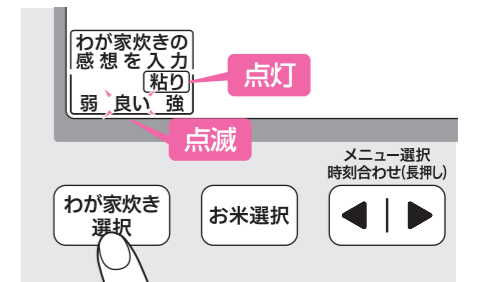 わが家炊きの
感想を入力
粘り
点灯
弱 良い 強
点滅
メニュー選択
時刻合わせ(長押し)
わが家炊き
選択
お米選択